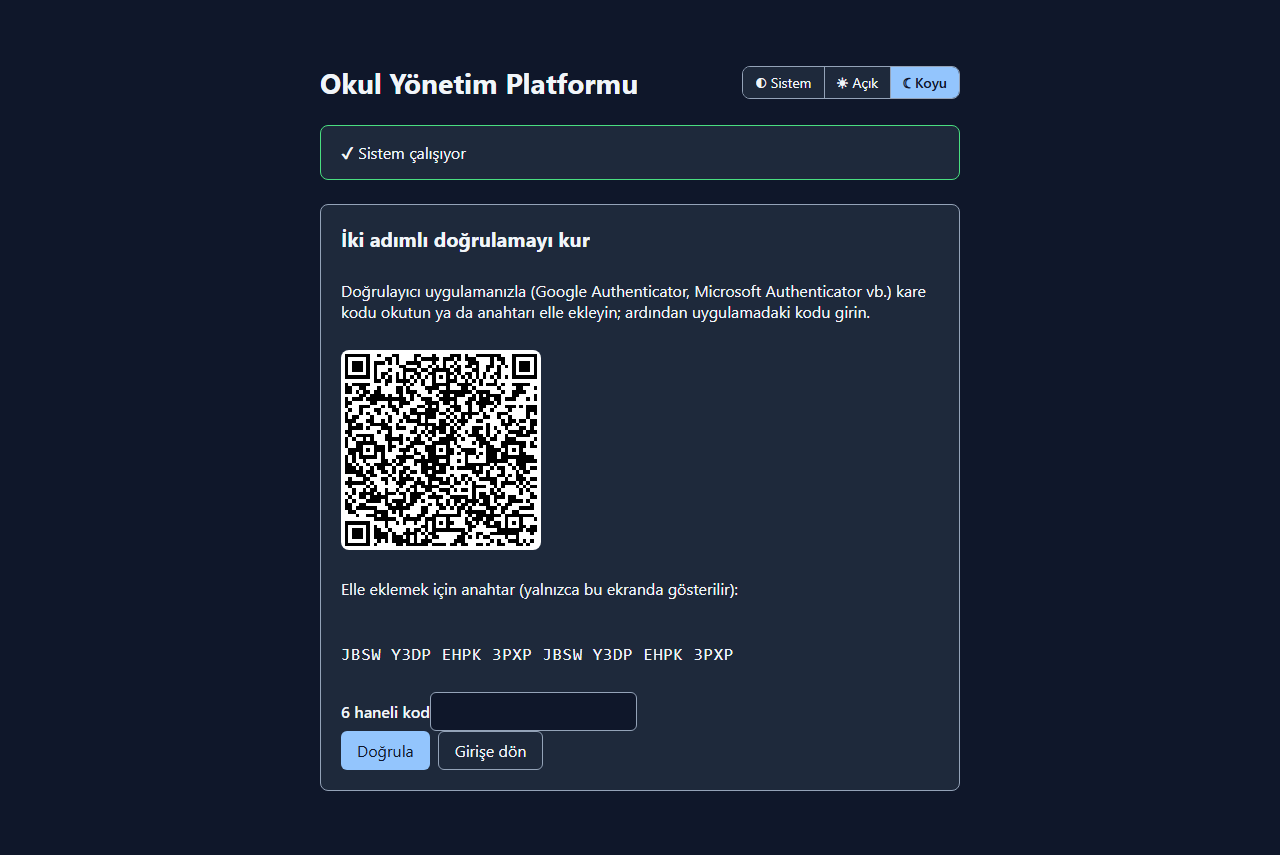 Okul Yönetim Platformu
◐ Sistem
☀ Açık
☾ Koyu
✔ Sistem çalışıyor
İki adımlı doğrulamayı kur
Doğrulayıcı uygulamanızla (Google Authenticator, Microsoft Authenticator vb.) kare
kodu okutun ya da anahtarı elle ekleyin; ardından uygulamadaki kodu girin.
Elle eklemek için anahtar (yalnızca bu ekranda gösterilir):
JBSW Y3DP EHPK 3PXP JBSW Y3DP EHPK 3PXP
6 haneli kod
Doğrula
Girişe dön